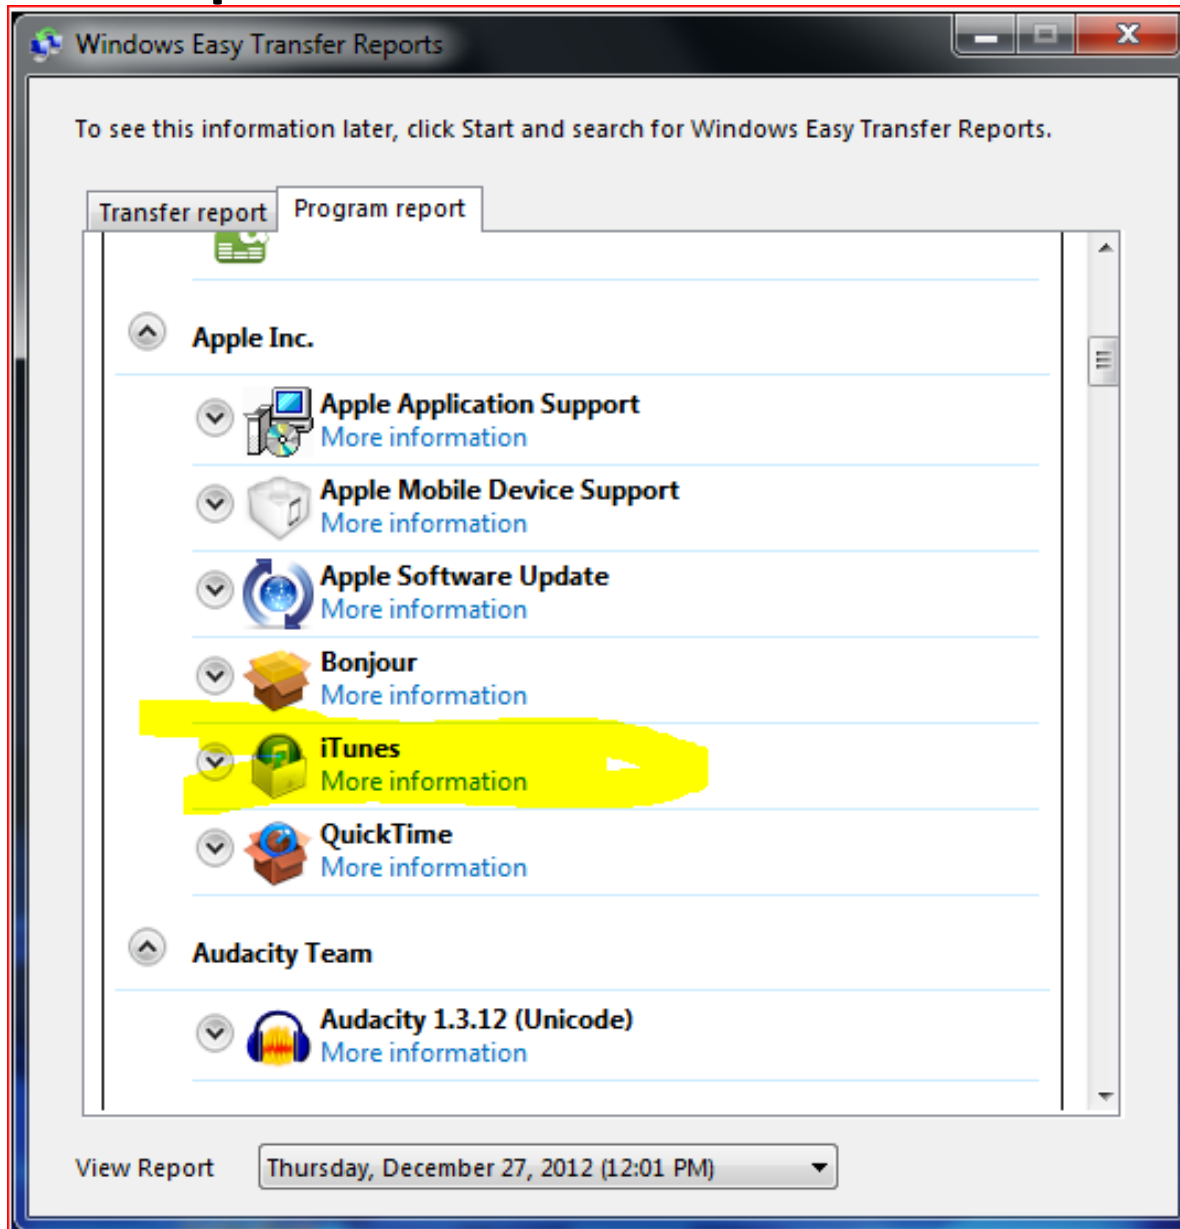 Windows Easy Transfer Reports
To see this information later, click Start and search for Windows Easy Transfer Reports.
Transfer report
Program report
Apple Inc.
Apple Application Support
More information
Apple Mobile Device Support
More information
Apple Software Update
More information
Bonjour
More information
iTunes
More information
QuickTime
More information
Audacity Team
Audacity 1.3.12 (Unicode)
More information
View Report
Thursday, December 27, 2012 (12:01 PM)